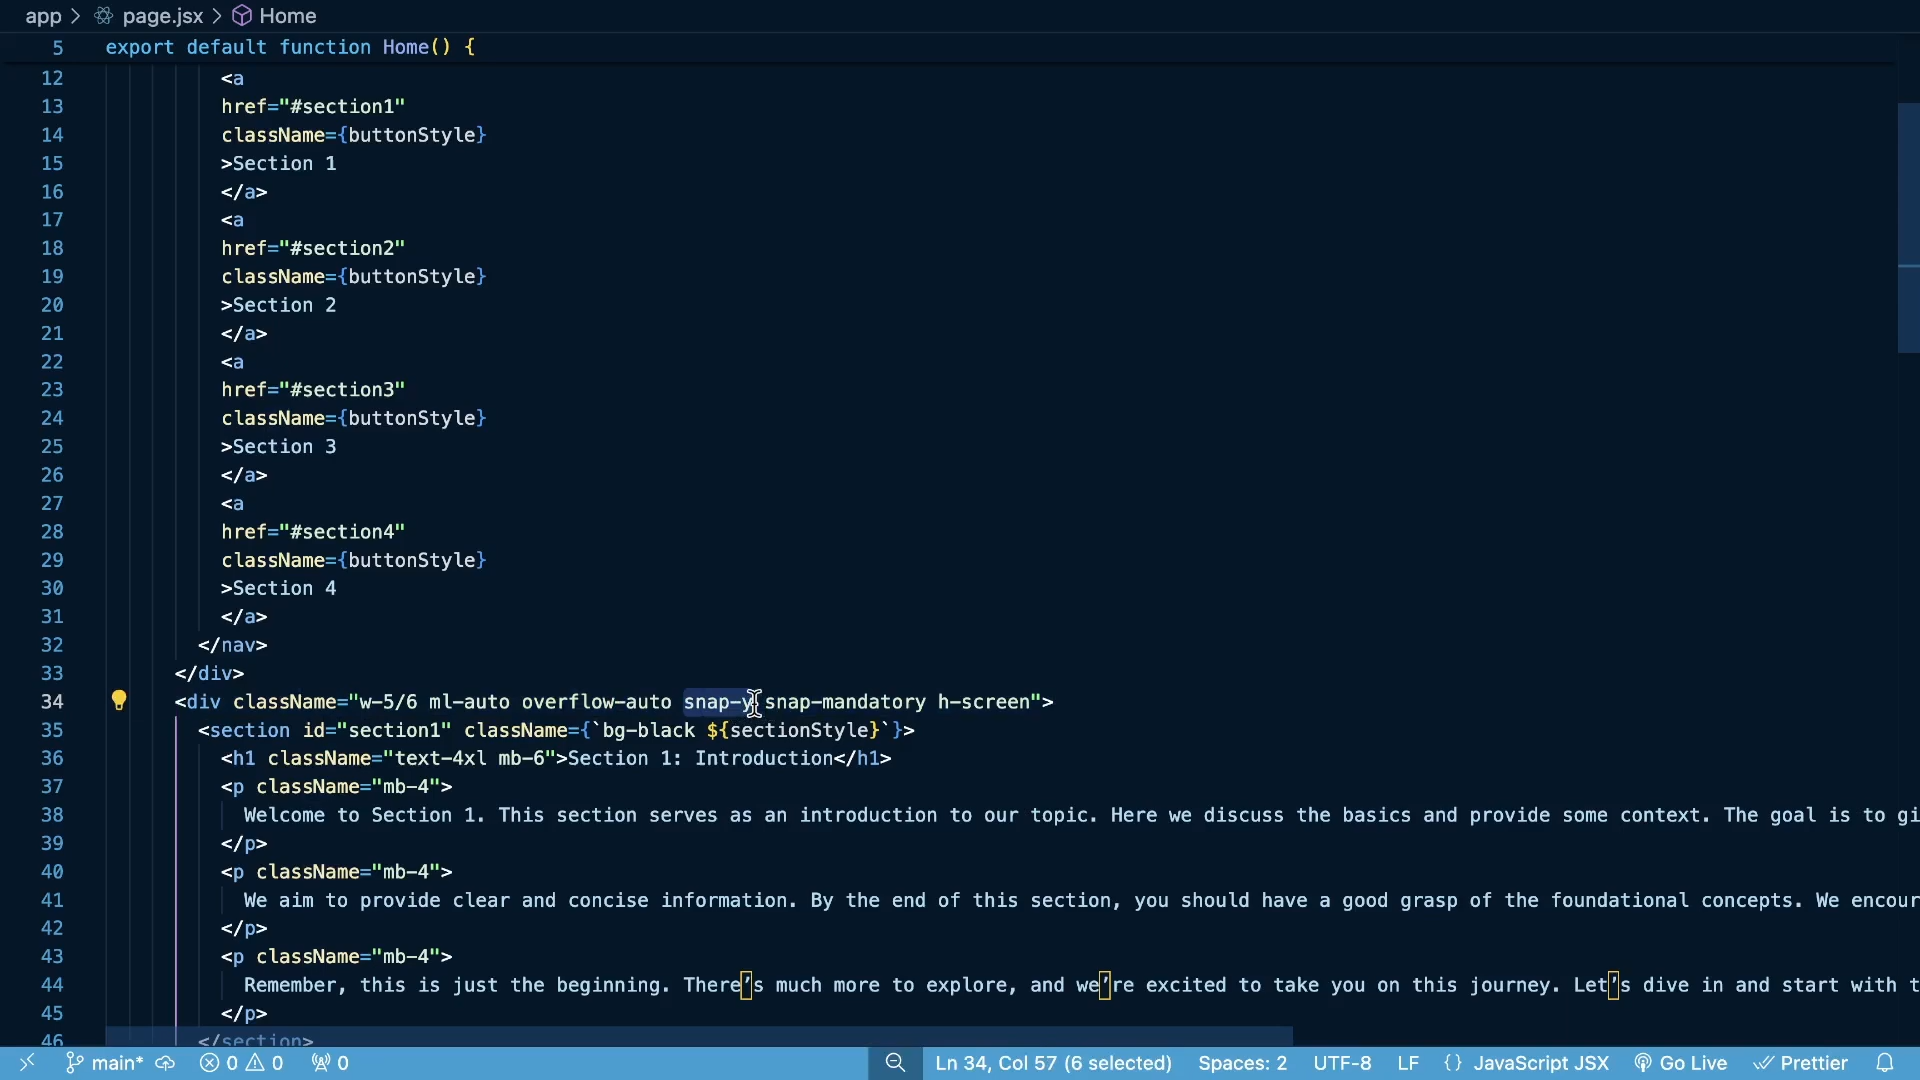 app > page.jsx > Home
5 export default function Home() {
12 <a
13 href="#section1"
14 className={buttonStyle}
15 >Section 1
16 </a>
17 <a
18 href="#section2"
19 className={buttonStyle}
20 >Section 2
21 </a>
22 <a
23 href="#section3"
24 className={buttonStyle}
25 >Section 3
26 </a>
27 <a
28 href="#section4"
29 className={buttonStyle}
30 >Section 4
31 </a>
32 </nav>
33 </div>
34 <div className="w-5/6 ml-auto overflow-auto snap-y snap-mandatory h-screen">
35 <section id="section1" className={`bg-black ${sectionStyle}`}>
36 <h1 className="text-4xl mb-6">Section 1: Introduction</h1>
37 <p className="mb-4">
38 Welcome to Section 1. This section serves as an introduction to our topic. Here we discuss the basics and provide some context. The goal is to gi
39 </p>
40 <p className="mb-4">
41 We aim to provide clear and concise information. By the end of this section, you should have a good grasp of the foundational concepts. We encour
42 </p>
43 <p className="mb-4">
44 Remember, this is just the beginning. There’s much more to explore, and we’re excited to take you on this journey. Let’s dive in and start with t
45 </p>
46 </section>
main* 0 0 0 Ln 34, Col 57 (6 selected) Spaces: 2 UTF-8 LF {} JavaScript JSX Go Live Prettier